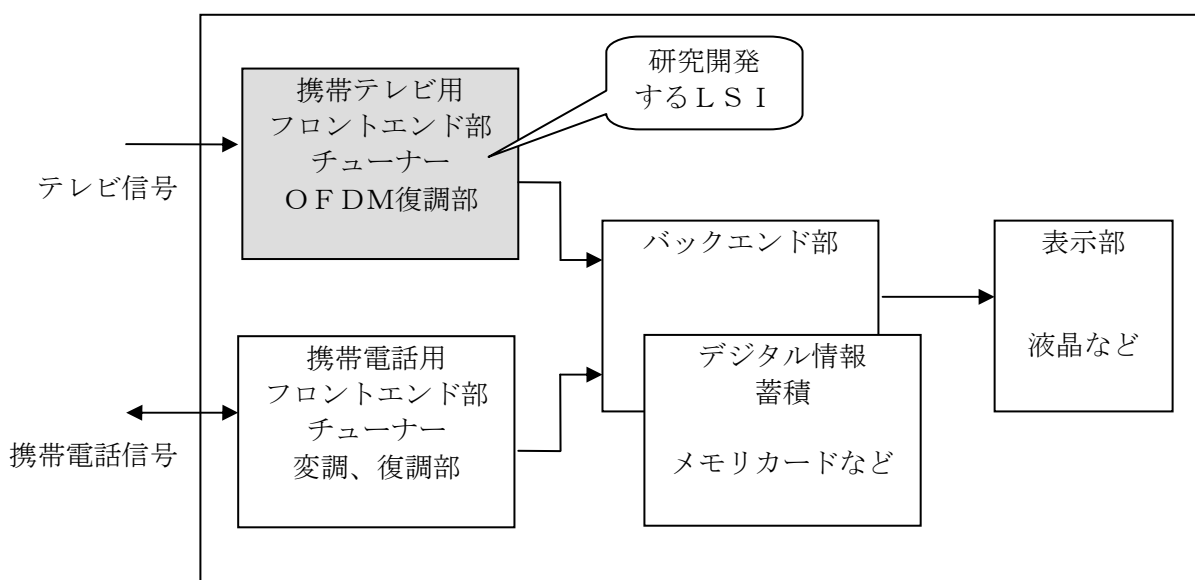 研究開発
するＬＳＩ
携帯テレビ用
フロントエンド部
チューナー
ＯＦＤＭ復調部
テレビ信号
バックエンド部
表示部
液晶など
デジタル情報
蓄積
メモリカードなど
携帯電話用
フロントエンド部
チューナー
変調、復調部
携帯電話信号